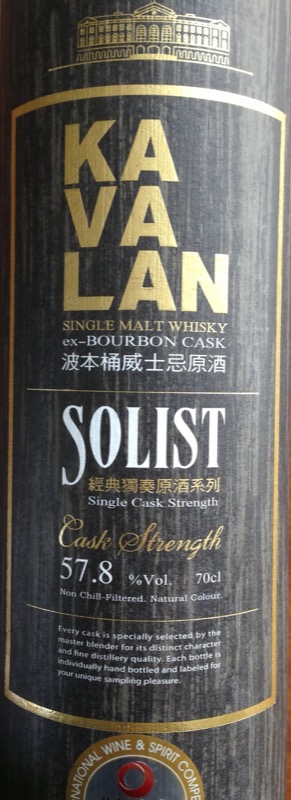 KA
VA
LAN
SINGLE MALT WHISKY
ex-BOURBON CASK
波本桶威士忌原酒
SOLIST
經典獨奏原酒系列
Single Cask Strength
Cask Strength
57.8 %Vol. 70cl
Non Chill-Filtered. Natural Colour.
Every cask is specially selected by the
master blender for its distinct character
and fine distillery quality. Each bottle is
individually hand bottled and labeled for
your unique sampling pleasure.
NATIONAL WINE & SPIRIT COMPE